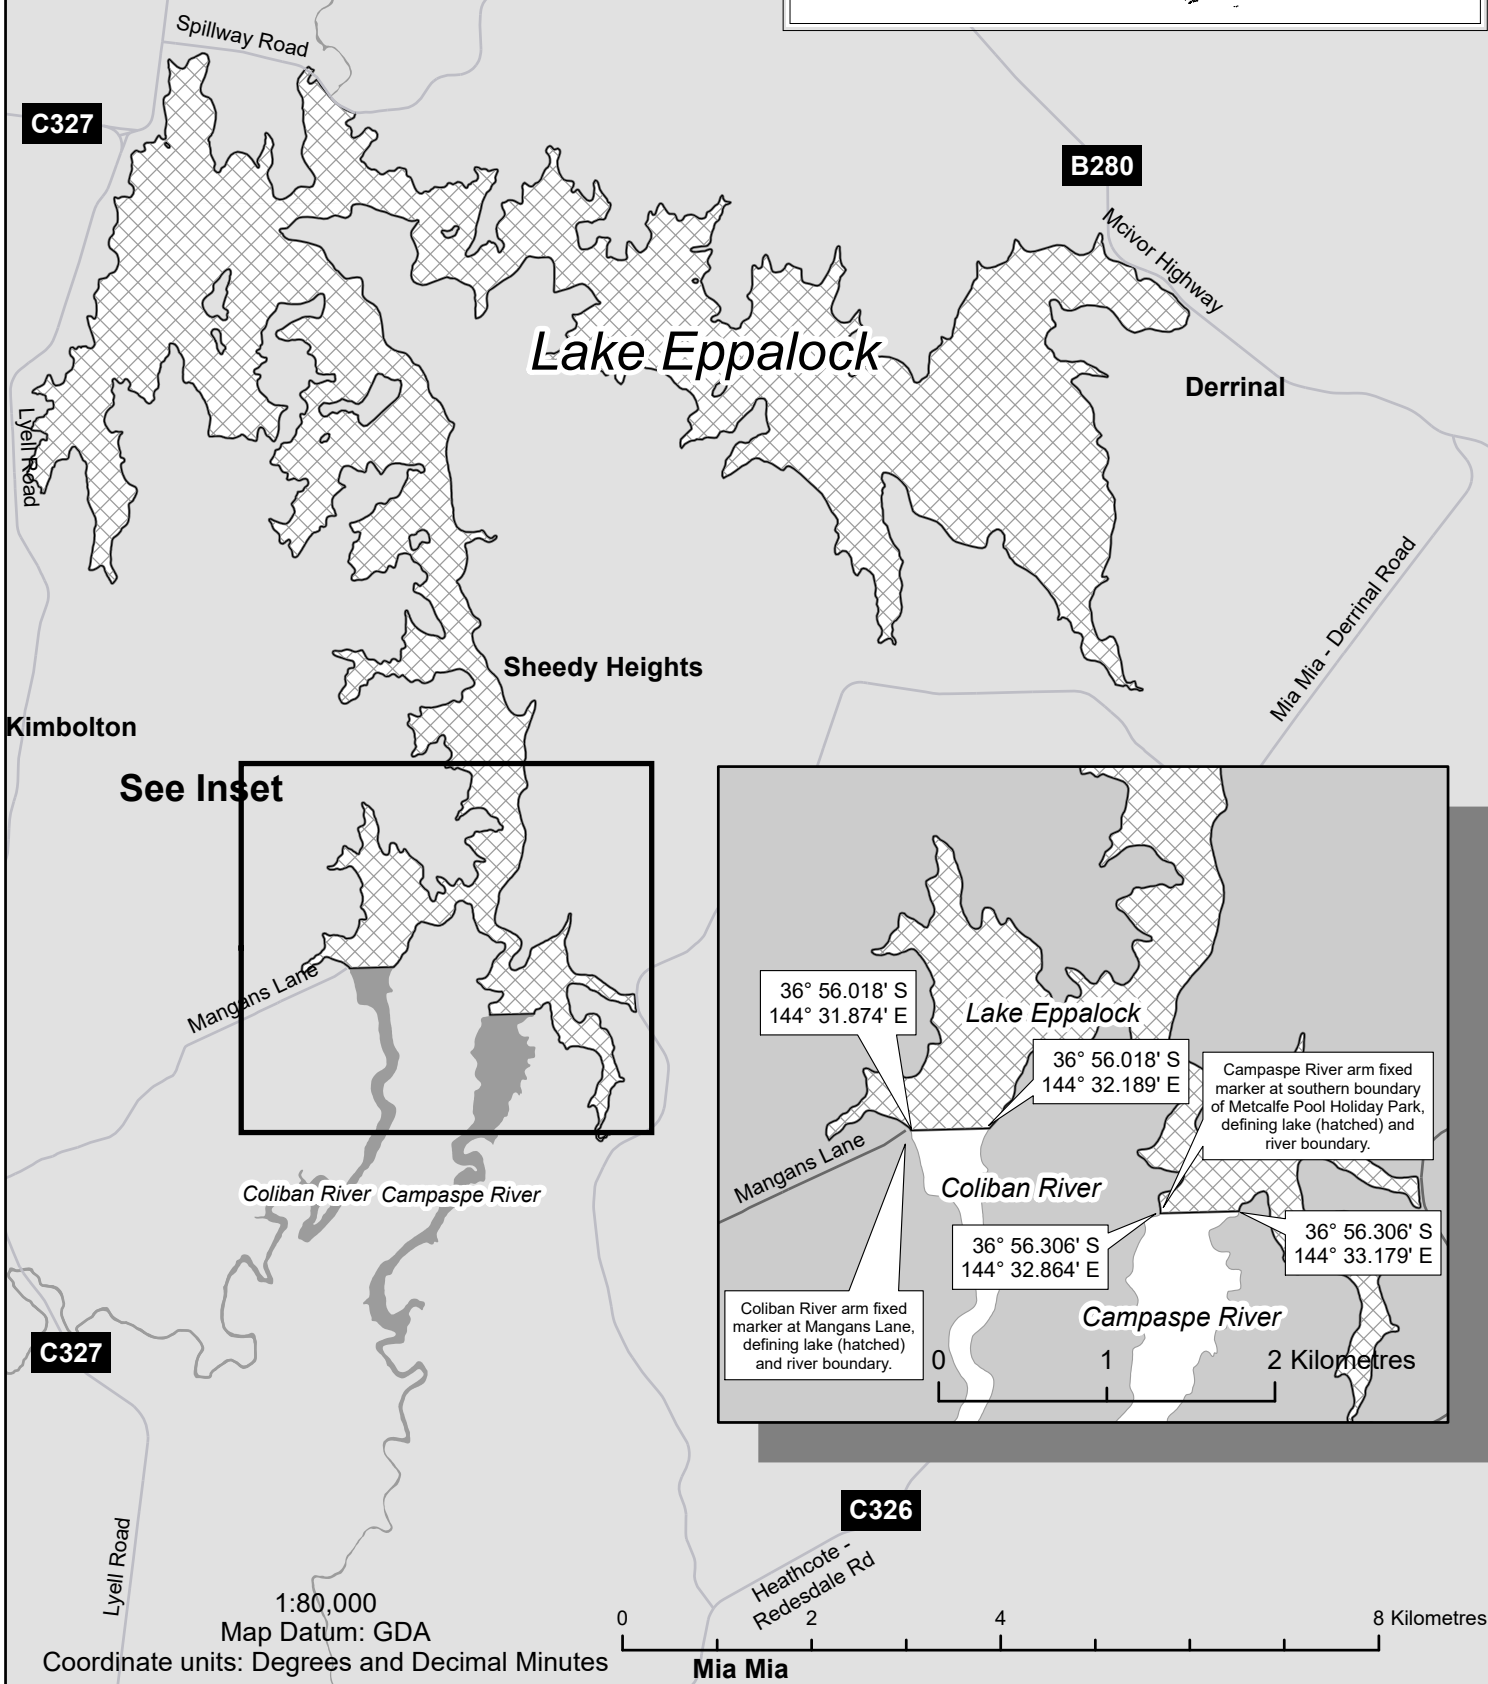 Spillway Road
C327
B280
Mcivor Highway
Lake Eppalock
Derrinal
Lyell Road
Mia Mia - Derrinal Road
Sheedy Heights
Kimbolton
See Inset
Mangans Lane
Coliban River
Campaspe River
36° 56.018' S
144° 31.874' E
Lake Eppalock
36° 56.018' S
144° 32.189' E
Campaspe River arm fixed
marker at southern boundary
of Metcalfe Pool Holiday Park,
defining lake (hatched) and
river boundary.
Mangans Lane
Coliban River
36° 56.306' S
144° 32.864' E
36° 56.306' S
144° 33.179' E
Coliban River arm fixed
marker at Mangans Lane,
defining lake (hatched)
and river boundary.
Campaspe River
0 1 2 Kilometres
C327
C326
Lyell Road
Heathcote -
Redesdale Rd
1:80,000
Map Datum: GDA
Coordinate units: Degrees and Decimal Minutes
0 2 4 8 Kilometres
Mia Mia